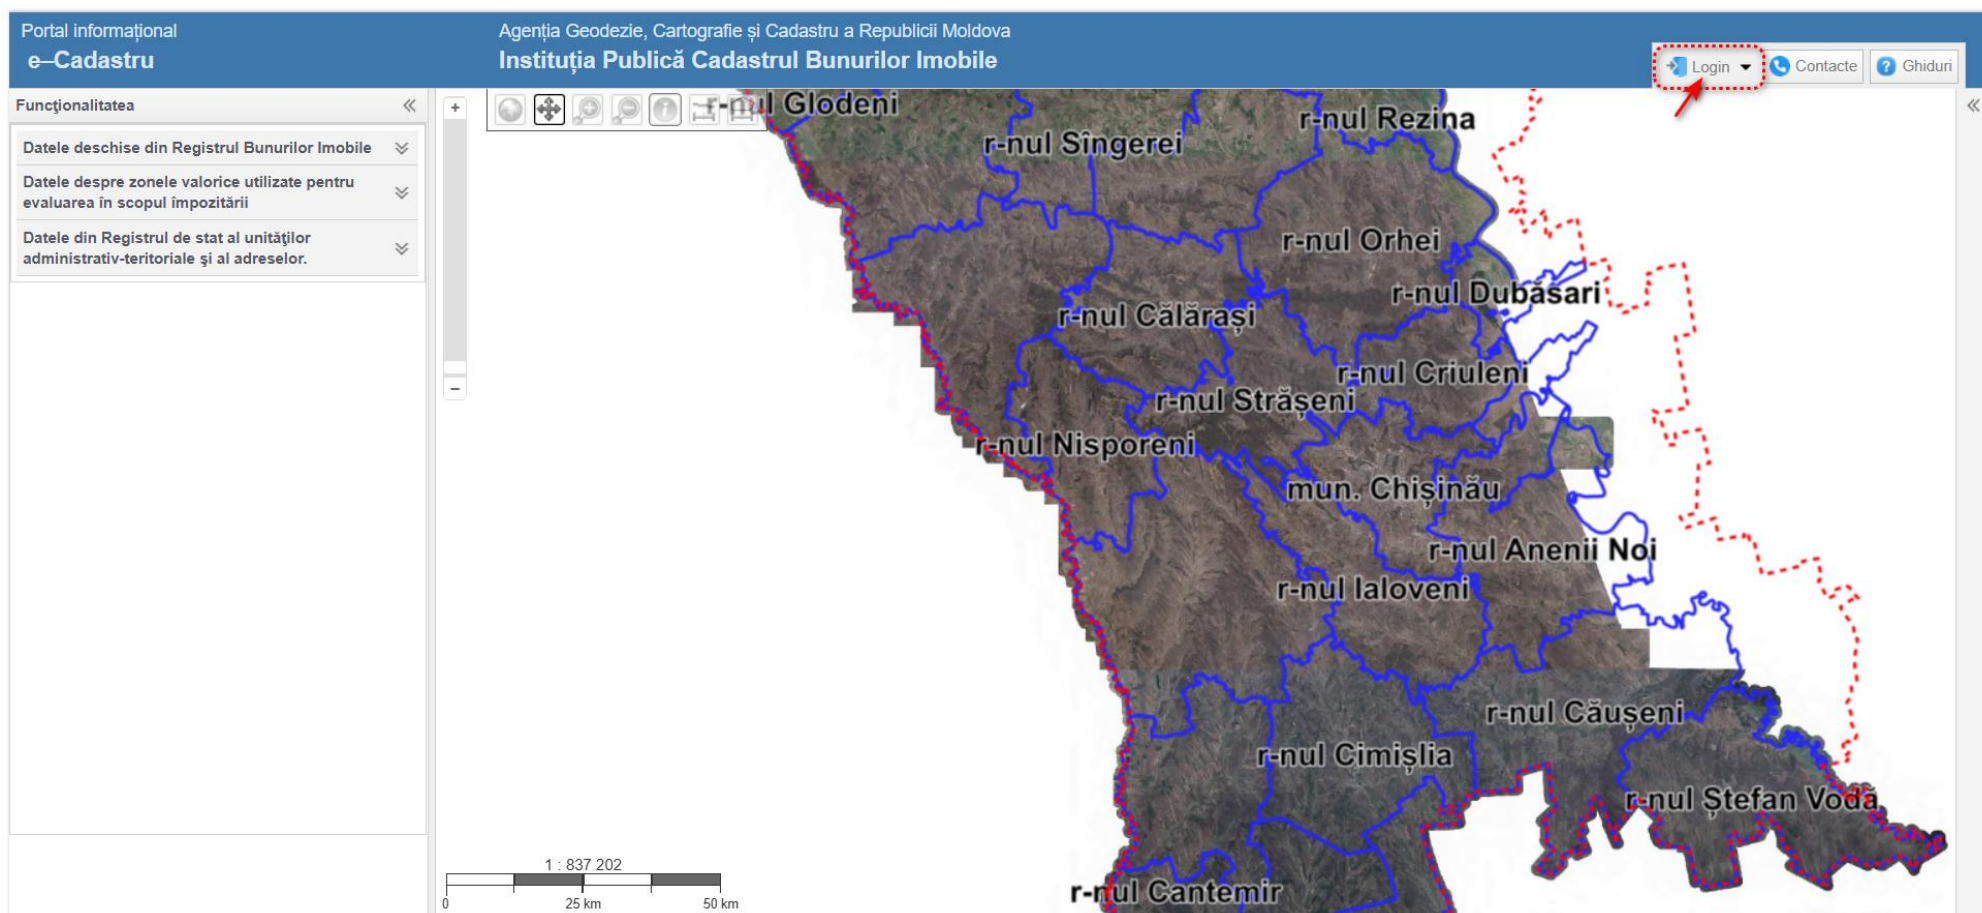 Portal informațional
e–Cadastru
Agenția Geodezie, Cartografie și Cadastru a Republicii Moldova
Instituția Publică Cadastrul Bunurilor Imobile
Login
Contacte
Ghiduri
Funcţionalitatea
Datele deschise din Registrul Bunurilor Imobile
Datele despre zonele valorice utilizate pentru
evaluarea în scopul împozitării
Datele din Registrul de stat al unităţilor
administrativ-teritoriale şi al adreselor.
r-nul Glodeni
r-nul Rezina
r-nul Sîngerei
r-nul Orhei
r-nul Dubăsari
r-nul Călărași
r-nul Criuleni
r-nul Strășeni
r-nul Nisporeni
mun. Chișinău
r-nul Anenii Noi
r-nul Ialoveni
r-nul Căușeni
r-nul Cimișlia
r-nul Ștefan Vodă
r-nul Cantemir
1 : 837 202
0
25 km
50 km